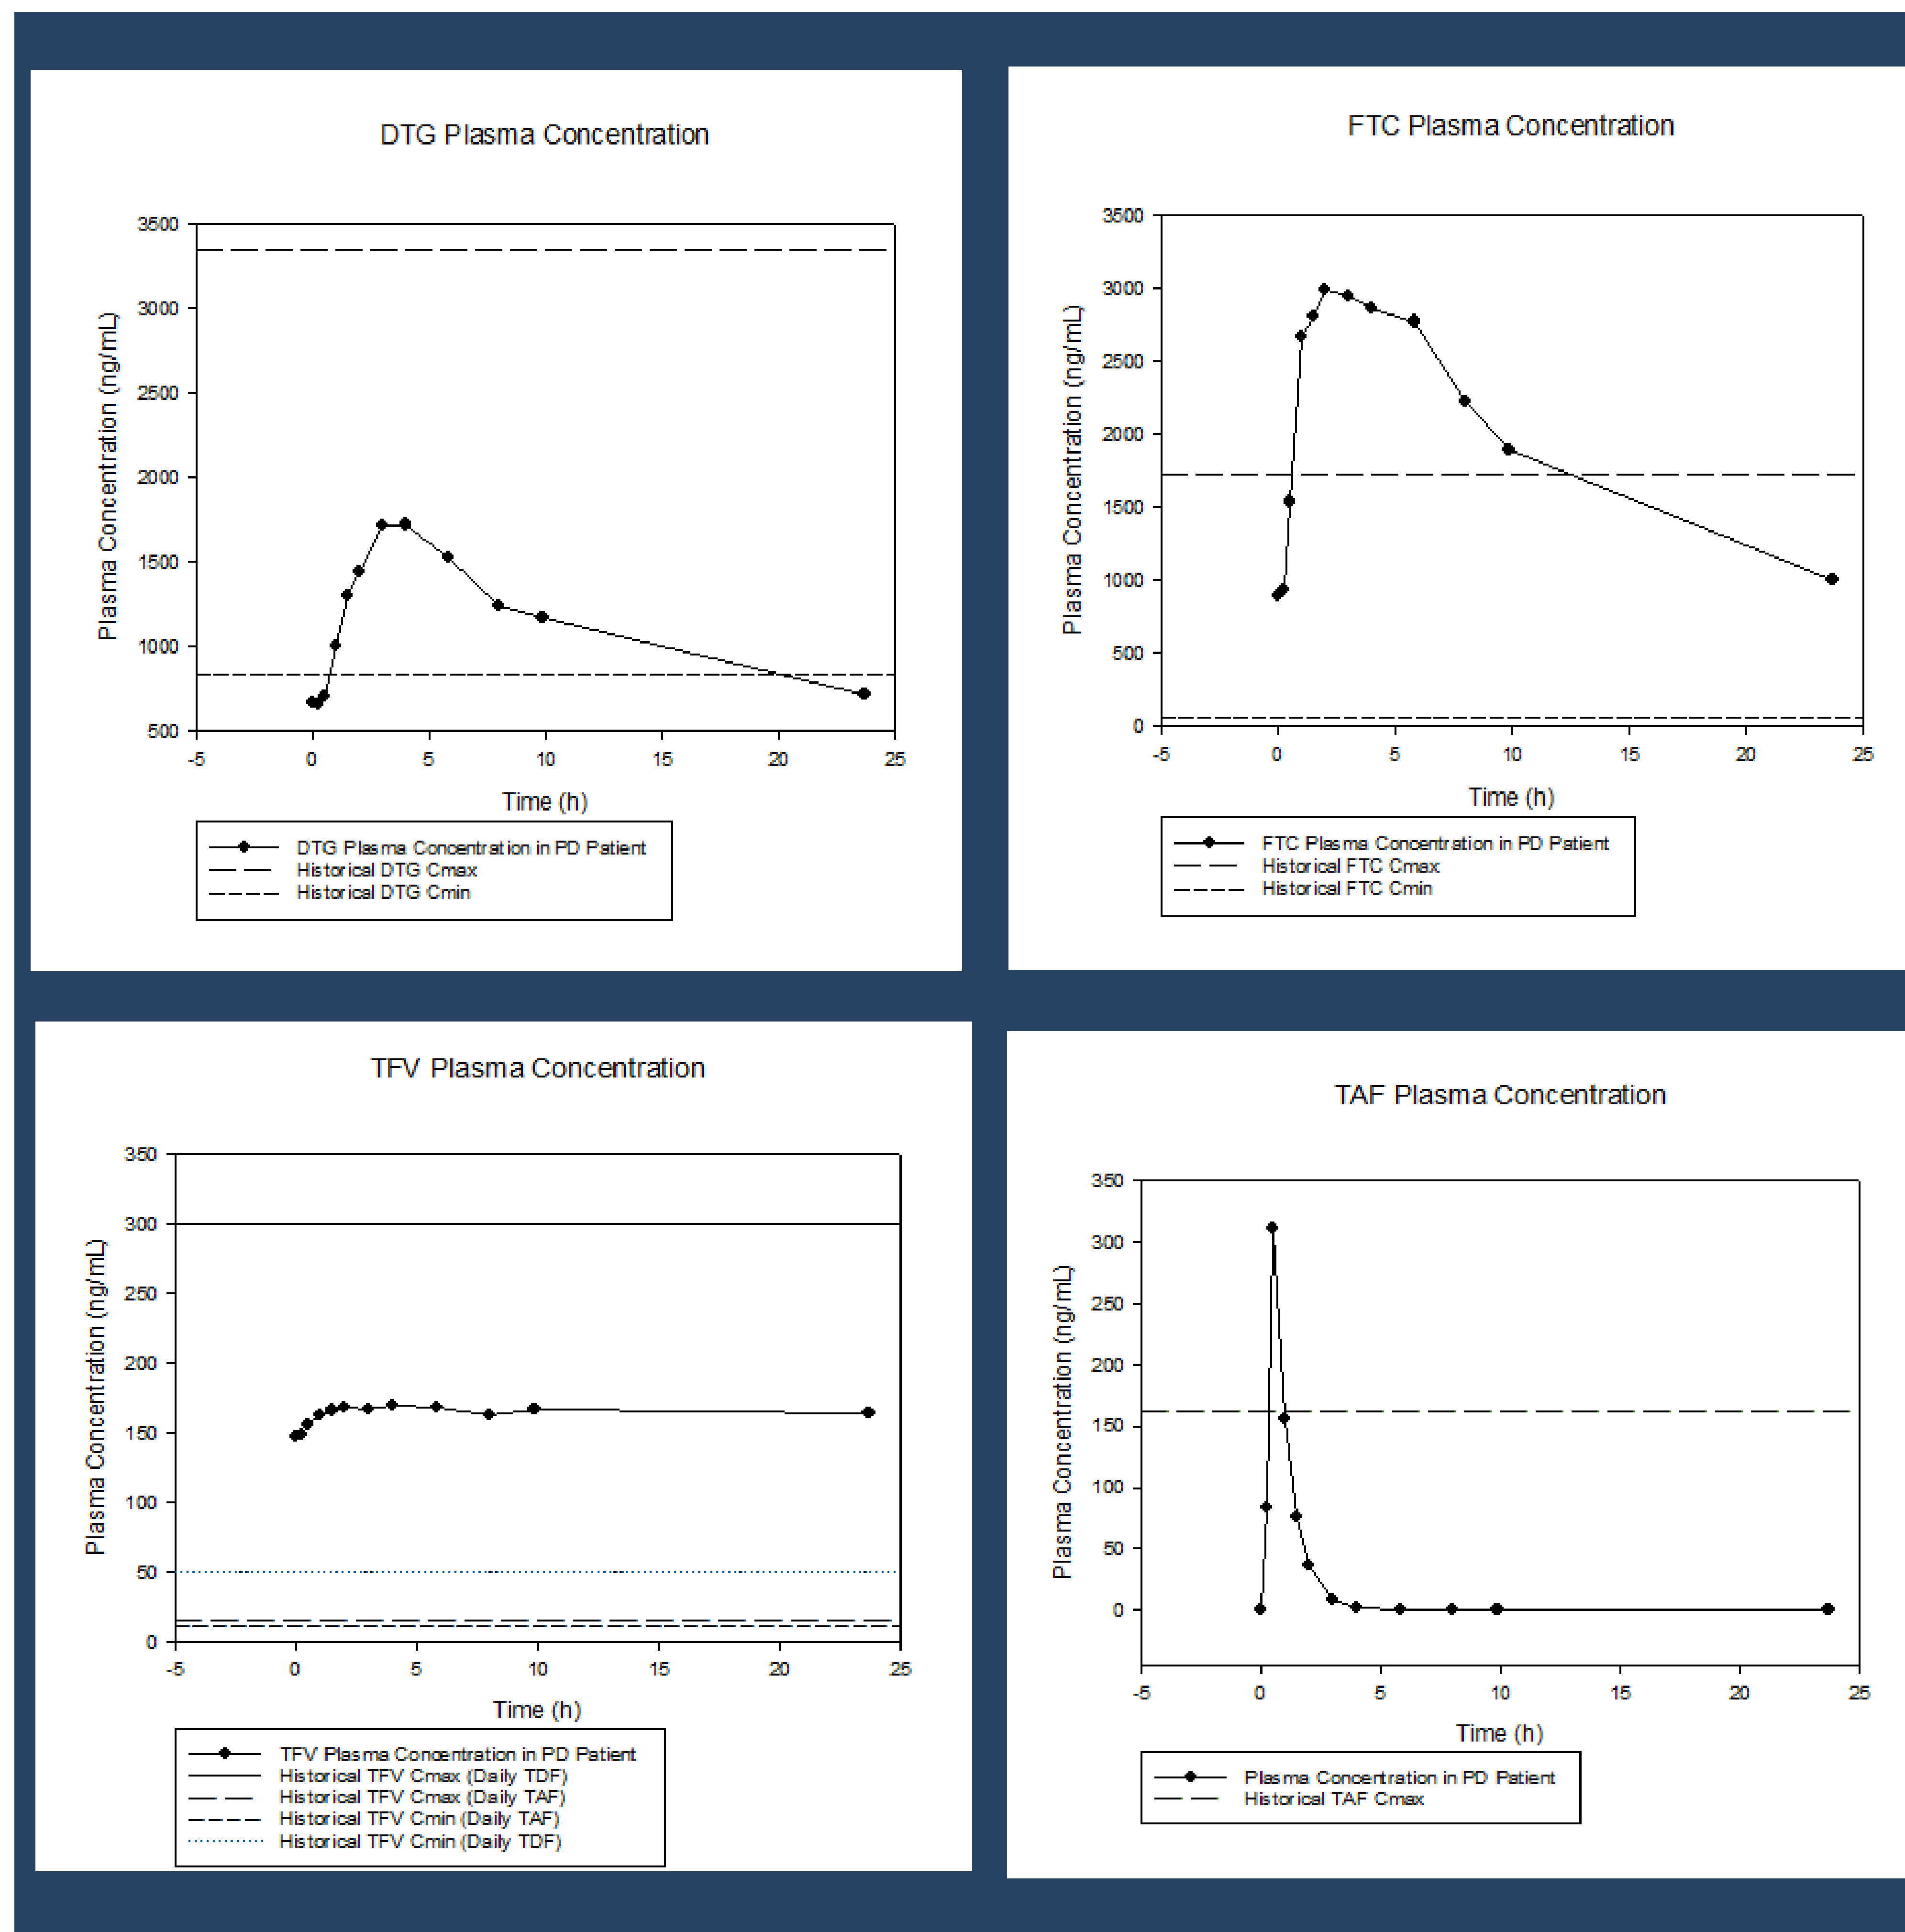 DTG Plasma Concentration
Plasma Concentration (ng/mL)
3500
3000
2500
2000
1500
1000
500
-5 0 5 10 15 20 25
Time (h)
DTG Plasma Concentration in PD Patient
Historical DTG Cmax
Historical DTG Cmin
FTC Plasma Concentration
Plasma Concentration (ng/mL)
3500
3000
2500
2000
1500
1000
500
0
-5 0 5 10 15 20 25
Time (h)
FTC Plasma Concentration in PD Patient
Historical FTC Cmax
Historical FTC Cmin
TFV Plasma Concentration
Plasma Concentration (ng/mL)
350
300
250
200
150
100
50
0
-5 0 5 10 15 20 25
Time (h)
TFV Plasma Concentration in PD Patient
Historical TFV Cmax (Daily TDF)
Historical TFV Cmax (Daily TAF)
Historical TFV Cmin (Daily TAF)
Historical TFV Cmin (Daily TDF)
TAF Plasma Concentration
Plasma Concentration (ng/mL)
350
300
250
200
150
100
50
0
-5 0 5 10 15 20 25
Time (h)
Plasma Concentration in PD Patient
Historical TAF Cmax